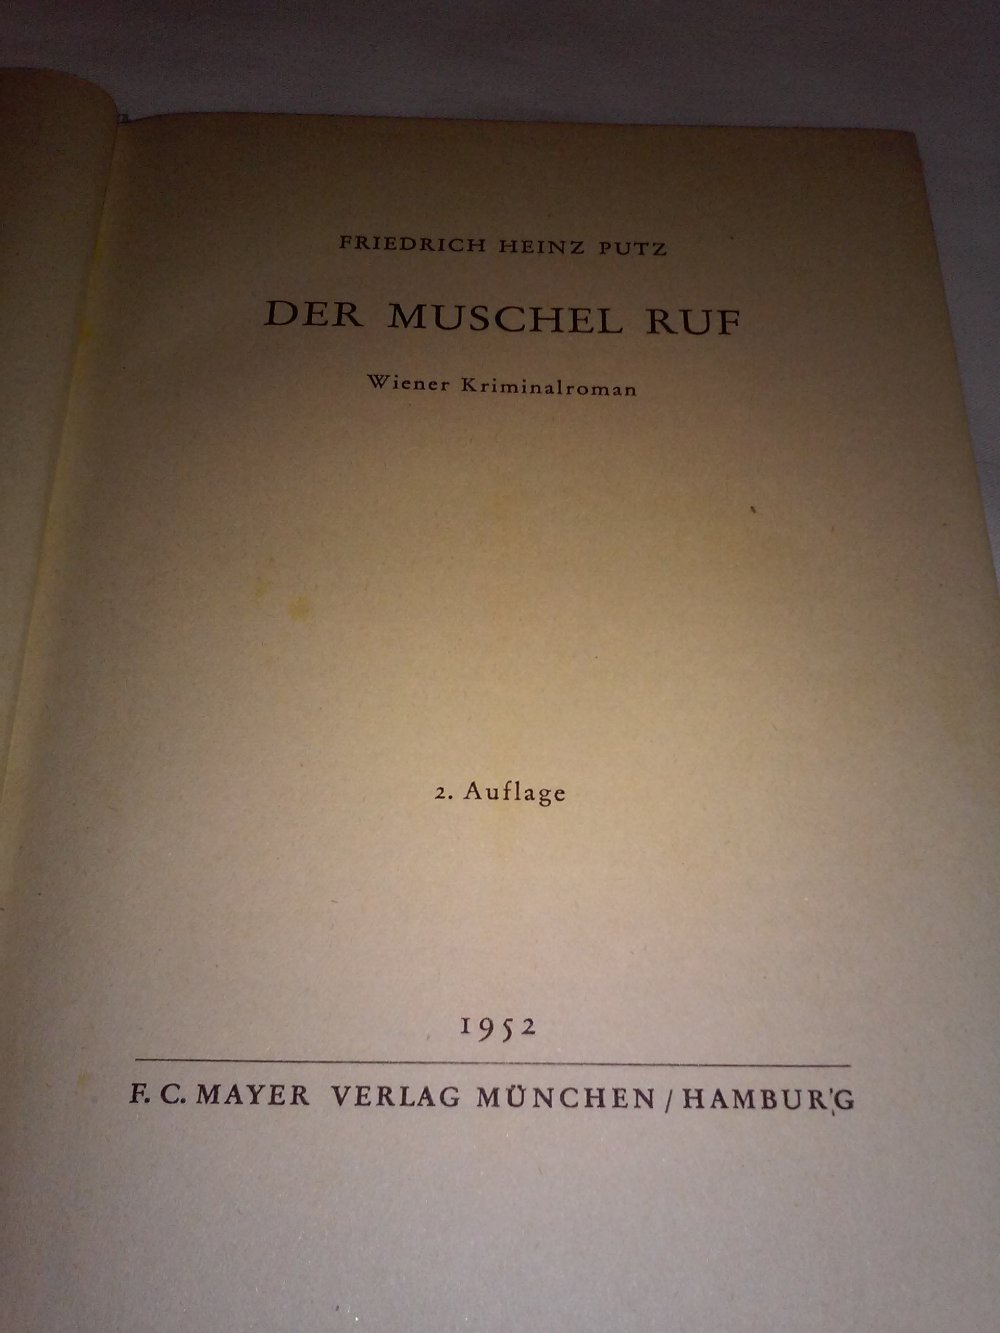 FRIEDRICH HEINZ PUTZ
DER MUSCHEL RUF
Wiener Kriminalroman
2. Auflage
1952
F. C. MAYER VERLAG MÜNCHEN / HAMBURG